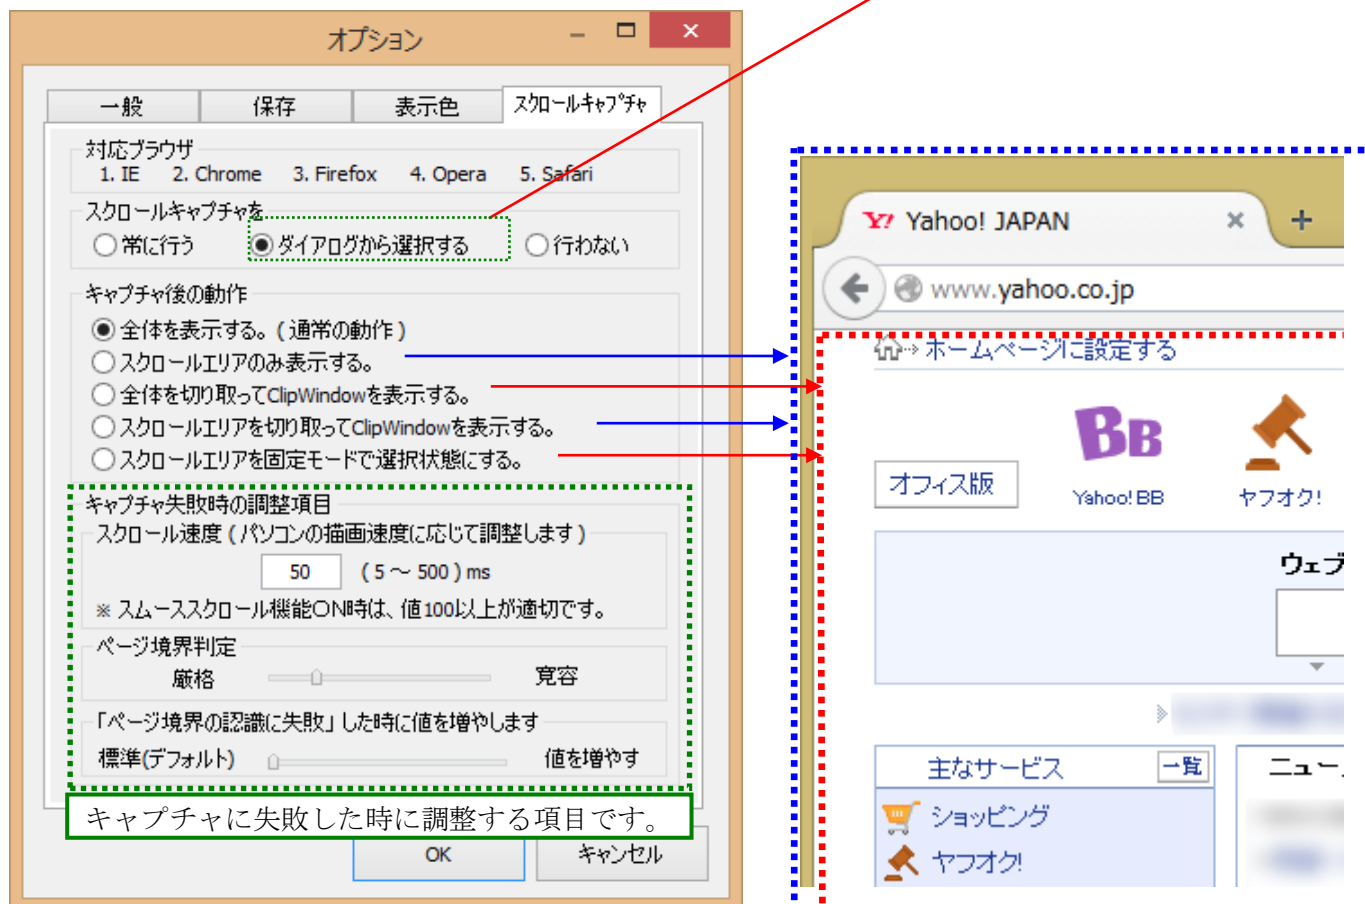 オプション
一般 保存 表示色 スクロールキャプチャ
対応ブラウザ
1. IE 2. Chrome 3. Firefox 4. Opera 5. Safari
スクロールキャプチャを
常に行う ダイアログから選択する 行わない
キャプチャ後の動作
全体を表示する。( 通常の動作 )
スクロールエリアのみ表示する。
全体を切り取ってClipWindowを表示する。
スクロールエリアを切り取ってClipWindowを表示する。
スクロールエリアを固定モードで選択状態にする。
キャプチャ失敗時の調整項目
スクロール速度 ( パソコンの描画速度に応じて調整します )
50 ( 5 ～ 500 ) ms
※ スムーススクロール機能ON時は、値100以上が適切です。
ページ境界判定
厳格 寛容
「ページ境界の認識に失敗」した時に値を増やします
標準(デフォルト) 値を増やす
キャプチャに失敗した時に調整する項目です。
OK キャンセル
Y! Yahoo! JAPAN
www.yahoo.co.jp
ホームページに設定する
BB
オフィス版 Yahoo! BB ヤフオク!
ウェブ
主なサービス 一覧 ニュー
ショッピング
ヤフオク!